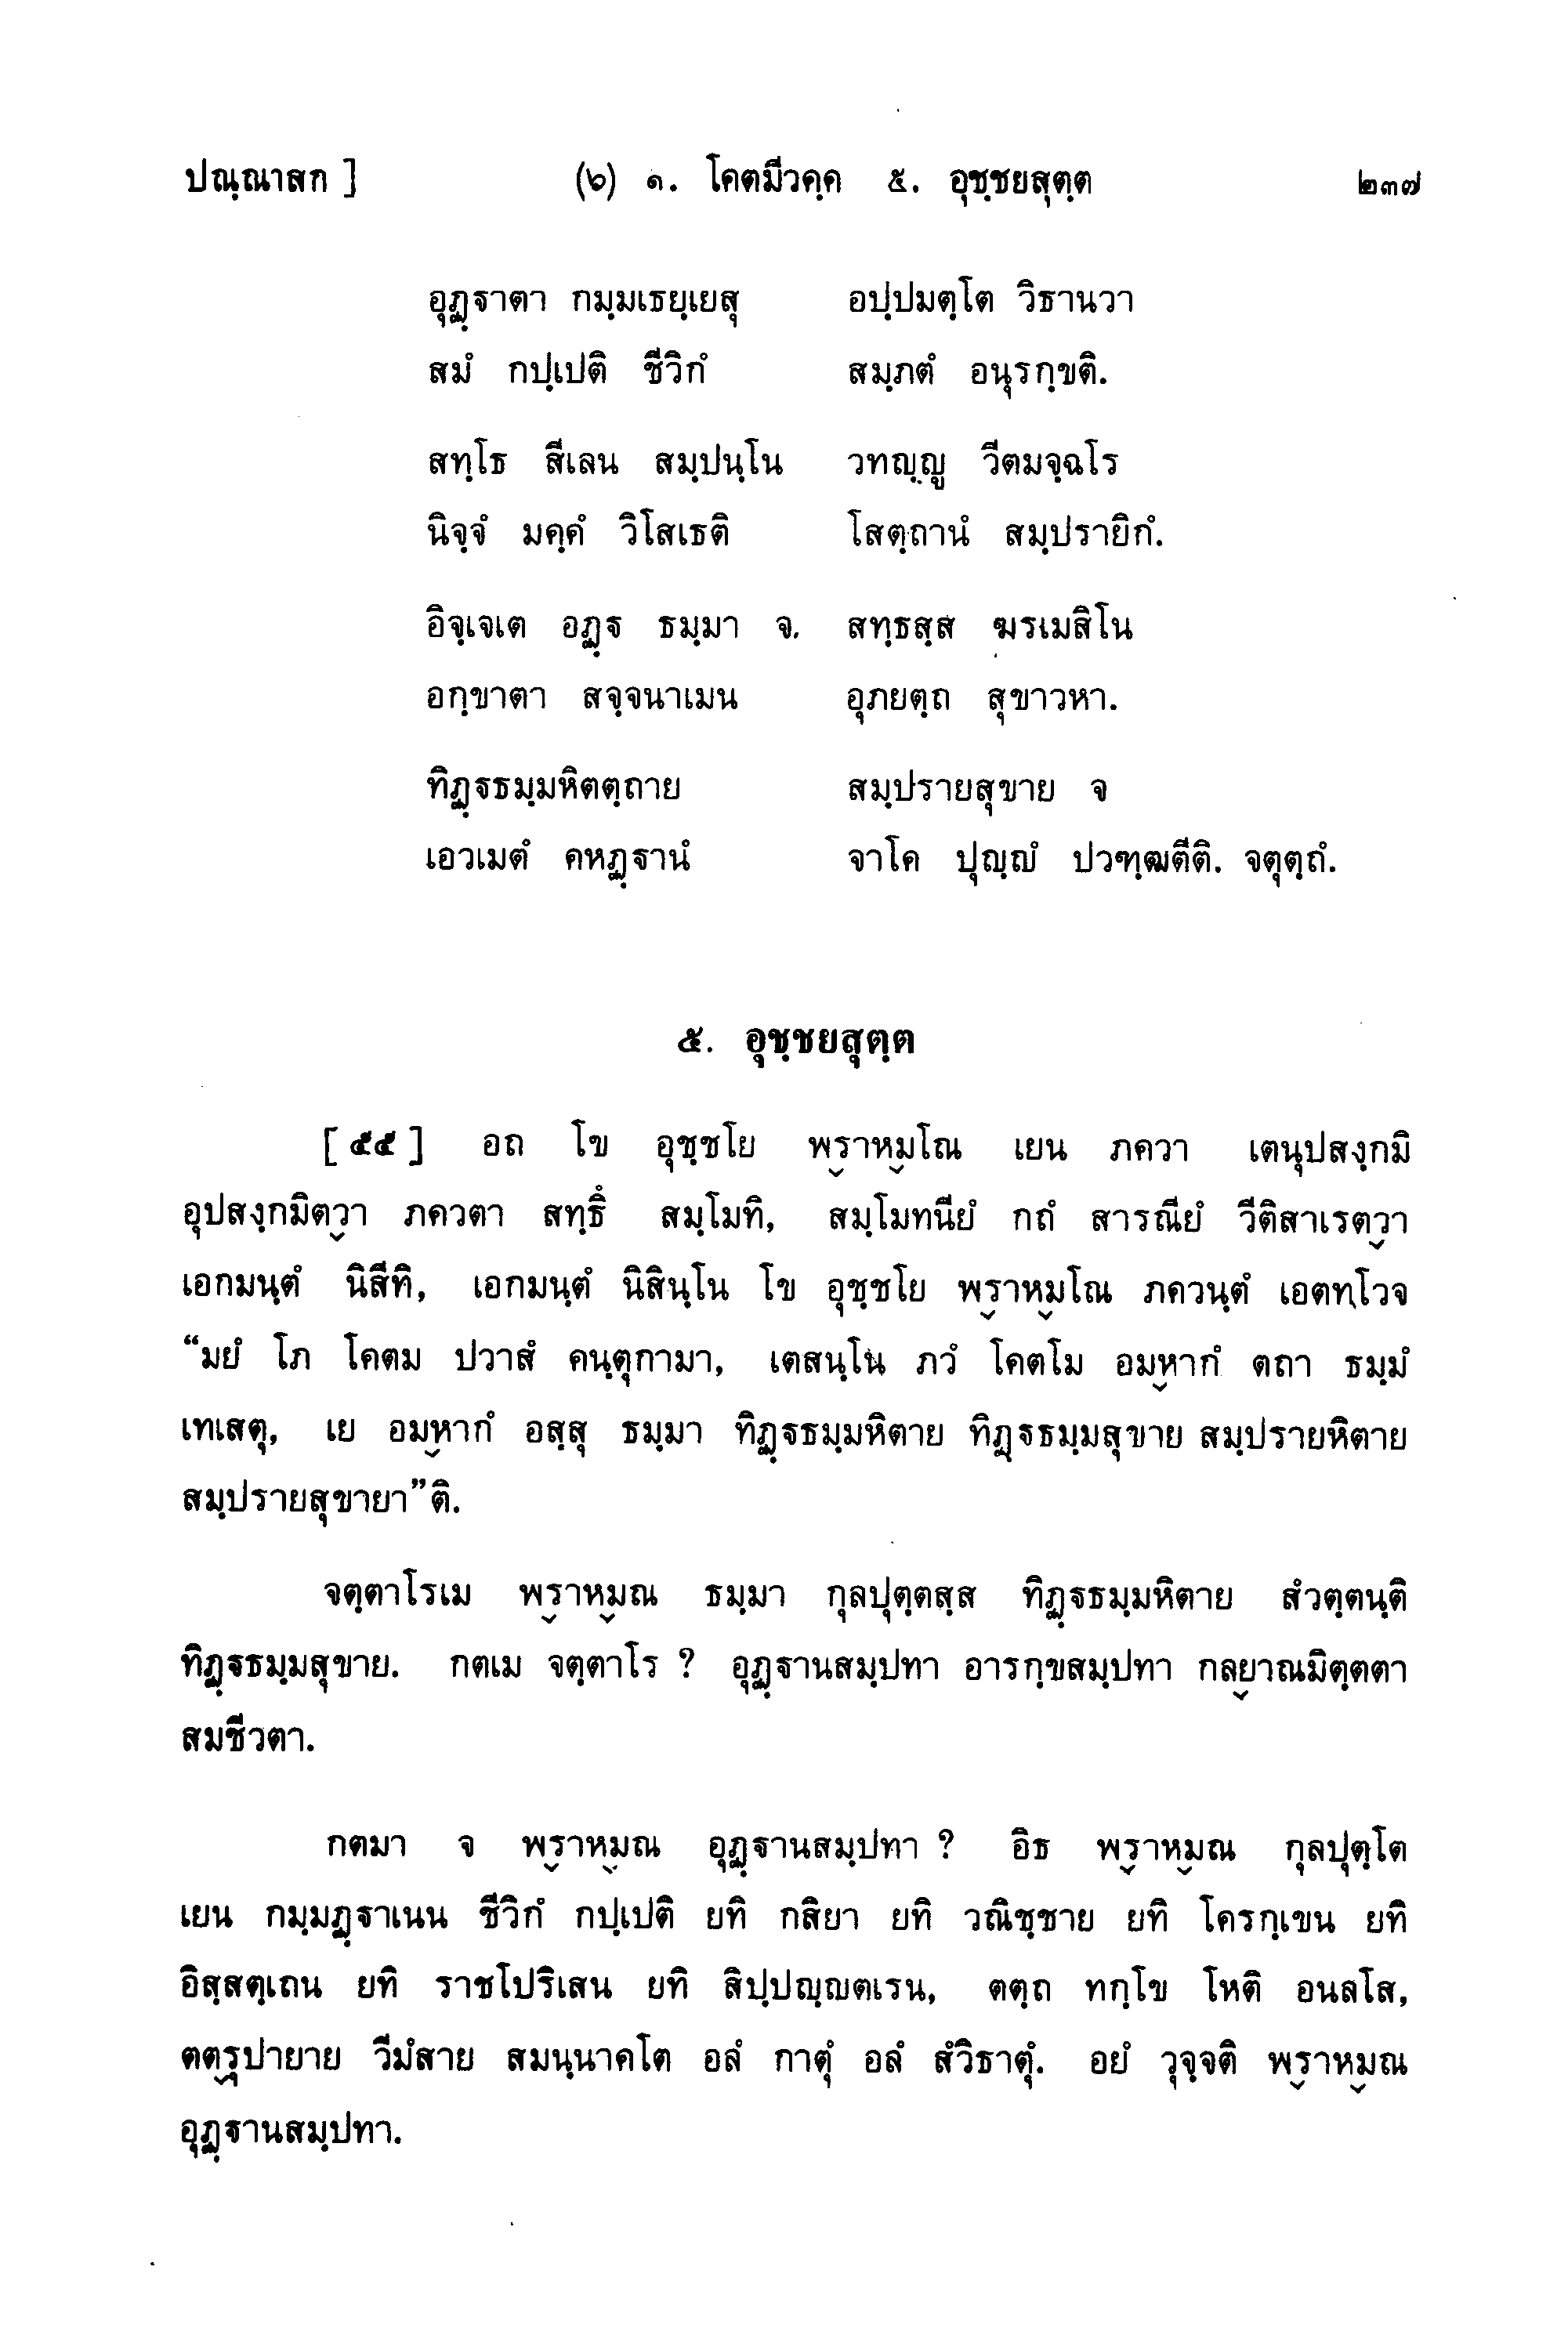 ปณฺณาสก ] (๖) ๑. โคตมีวคฺค ๕. อุชฺชยสุตฺต ๒๓๗
อุฏฺฐาตา กมฺมเธยฺเยสุ อปฺปมตฺโต วิธานวา
สมํ กปฺเปติ ชีวิกํ สมฺภตํ อนุรกฺขติ.
สทฺโธ สีเลน สมฺปนฺโน วทญฺญู วีตมจฺฉโร
นิจฺจํ มคฺคํ วิโสเธติ โสตฺถานํ สมฺปรายิกํ.
อิจฺเจเต อฏฺฐ ธมฺมา จ. สทฺธสฺส ฆรเมสิโน
อกฺขาตา สจฺจนาเมน อุภยตฺถ สุขาวหา.
ทิฏฺฐธมฺมหิตตฺถาย สมฺปรายสุขาย จ
เอวเมตํ คหฏฺฐานํ จาโค ปุญฺญํ ปวฑฺฒตีติ. จตุตฺถํ.
๕. อุชฺชยสุตฺต
[ ๕๕ ] อถ โข อุชฺชโย พฺราหฺมโณ เยน ภควา เตนุปสงฺกมิ
อุปสงฺกมิตฺวา ภควตา สทฺธึ สมฺโมทิ, สมฺโมทนียํ กถํ สารณียํ วีติสาเรตฺวา
เอกมนฺตํ นิสีทิ, เอกมนฺตํ นิสินฺโน โข อุชฺชโย พฺราหฺมโณ ภควนฺตํ เอตทโวจ
“มยํ โภ โคตม ปวาสํ คนฺตุกามา, เตสนฺโน ภวํ โคตโม อมฺหากํ ตถา ธมฺมํ
เทเสตุ, เย อมฺหากํ อสฺสุ ธมฺมา ทิฏฺฐธมฺมหิตาย ทิฏฺฐธมฺมสุขาย สมฺปรายหิตาย
สมฺปรายสุขายา”ติ.
จตฺตาโรเม พฺราหฺมณ ธมฺมา กุลปุตฺตสฺส ทิฏฺฐธมฺมหิตาย สํวตฺตนฺติ
ทิฏฺฐธมฺมสุขาย. กตเม จตฺตาโร ? อุฏฺฐานสมฺปทา อารกฺขสมฺปทา กลฺยาณมิตฺตตา
สมชีวตา.
กตมา จ พฺราหฺมณ อุฏฺฐานสมฺปทา ? อิธ พฺราหฺมณ กุลปุตฺโต
เยน กมฺมฏฺฐาเนน ชีวิกํ กปฺเปติ ยทิ กสิยา ยทิ วณิชฺชาย ยทิ โครกฺเขน ยทิ
อิสฺสตฺเถน ยทิ ราชโปริเสน ยทิ สิปฺปญฺญตเรน, ตตฺถ ทกฺโข โหติ อนลโส,
ตตฺรุปายาย วีมํสาย สมนฺนาคโต อลํ กาตุํ อลํ สํวิธาตุํ. อยํ วุจฺจติ พฺราหฺมณ
อุฏฺฐานสมฺปทา.